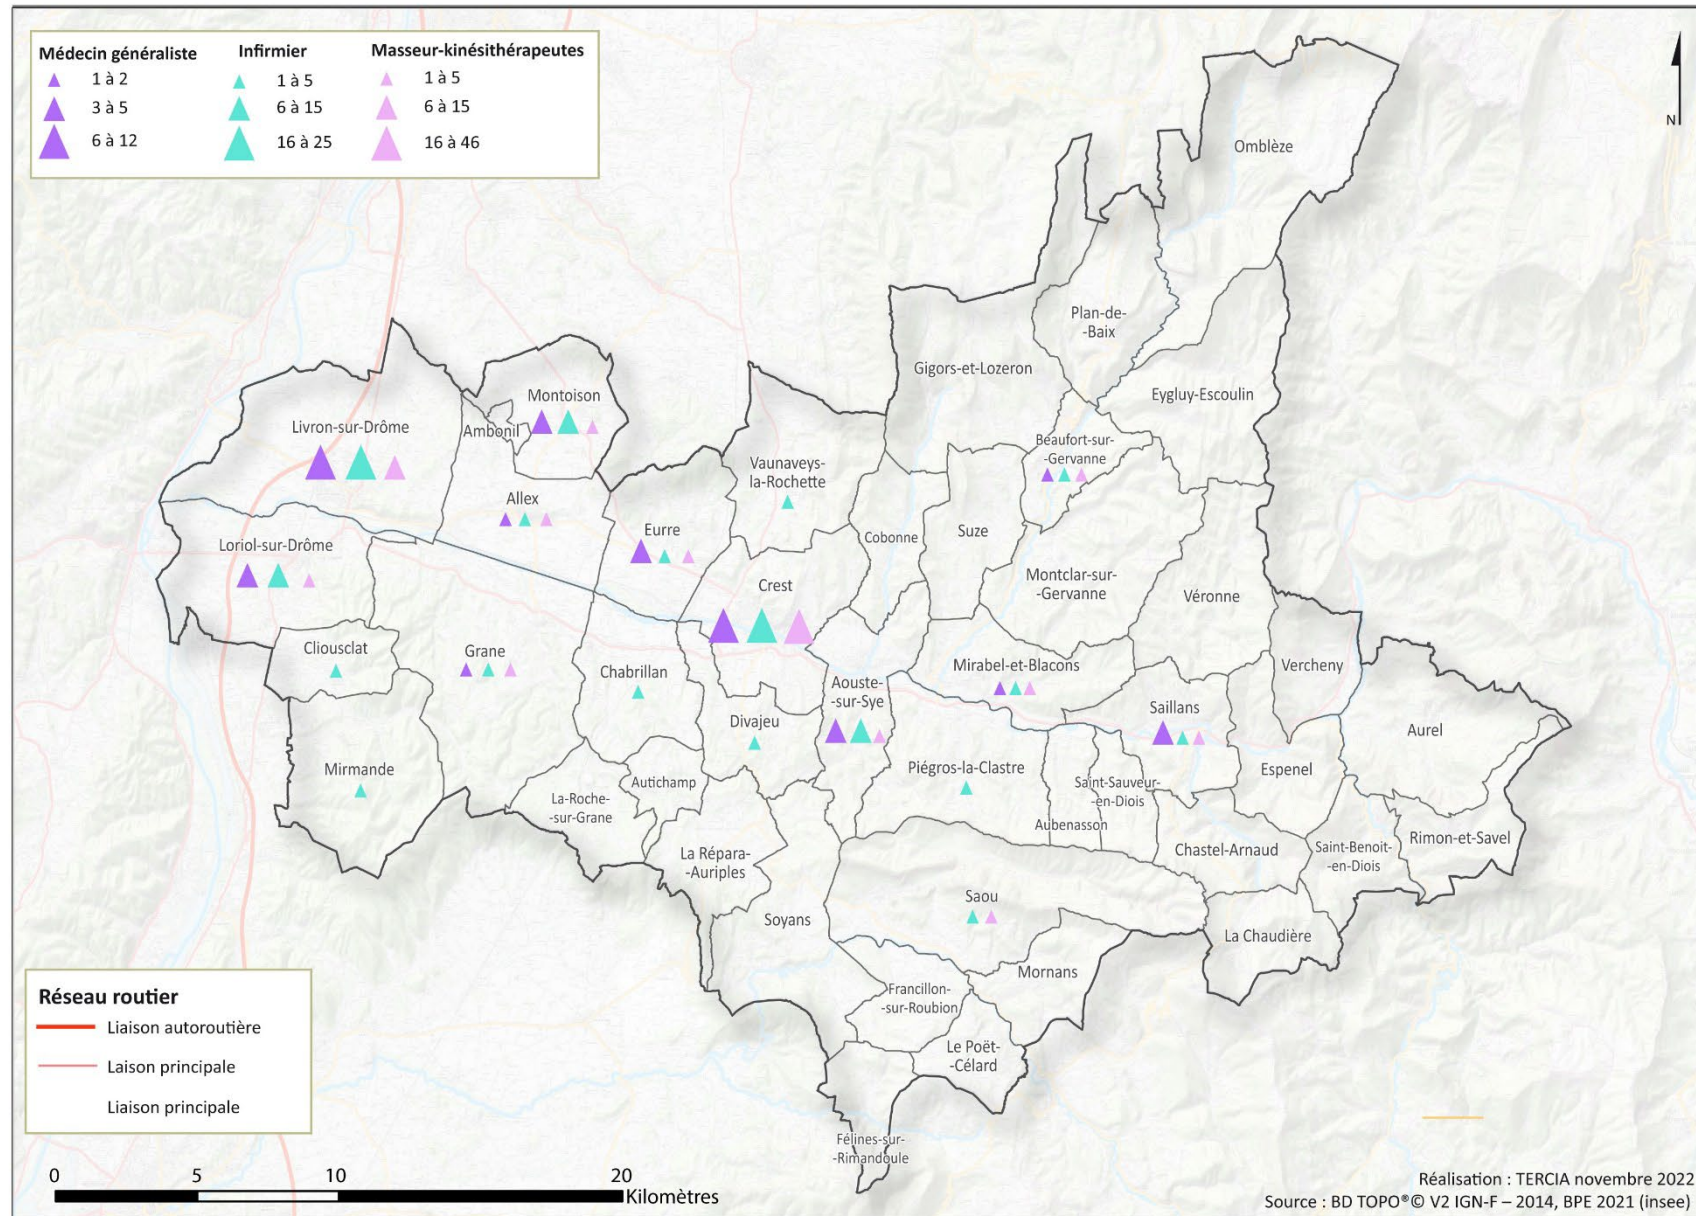 Médecin généraliste
1 à 2
3 à 5
6 à 12
Infirmier
1 à 5
6 à 15
16 à 25
Masseur-kinésithérapeutes
1 à 5
6 à 15
16 à 46
N
Omblèze
Plan-de-
-Baix
Gigors-et-Lozeron
Eygluy-Escoulin
Montoison
Livron-sur-Drôme
Ambonil
Beaufort-sur-
-Gervanne
Vaunaveys-
la-Rochette
Allex
Eurre
Suze
Cobonne
Loriol-sur-Drôme
Crest
Montclar-sur-
-Gervanne
Véronne
Cliousclat
Grane
Chabrillan
Mirabel-et-Blacons
Vercheny
Aouste-
-sur-Sye
Saillans
Divajeu
Aurel
Mirmande
Piégros-la-Clastre
Espenel
Autichamp
Saint-Sauveur-
-en-Diois
La-Roche-
-sur-Grane
Aubenasson
Chastel-Arnaud
Saint-Benoit-
-en-Diois
Rimon-et-Savel
La Répara-
-Auriples
Saou
Soyans
La Chaudière
Mornans
Francillon-
-sur-Roubion
Le Poët-
-Célard
Félines-sur-
-Rimandoule
Réseau routier
Liaison autoroutière
Liaison principale
Liaison principale
0 5 10 20
Kilomètres
Réalisation : TERCIA novembre 2022
Source : BD TOPO®© V2 IGN-F – 2014, BPE 2021 (insee)